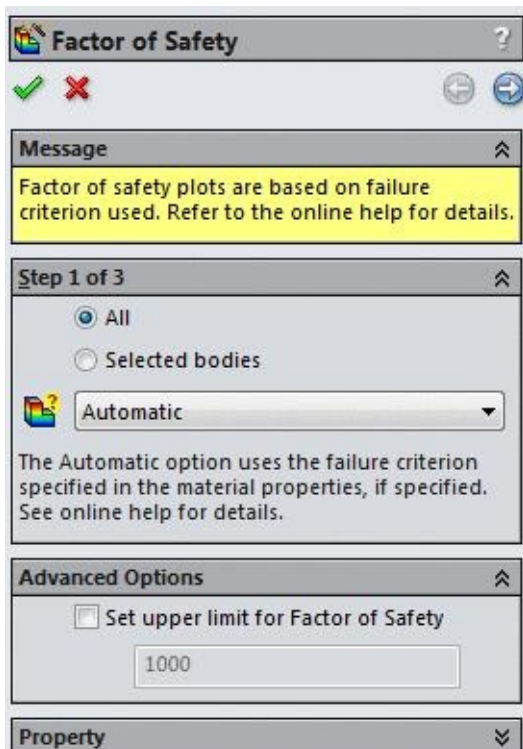 Factor of Safety ?
Message
Factor of safety plots are based on failure
criterion used. Refer to the online help for details.
Step 1 of 3
All
Selected bodies
Automatic
The Automatic option uses the failure criterion
specified in the material properties, if specified.
See online help for details.
Advanced Options
Set upper limit for Factor of Safety
1000
Property